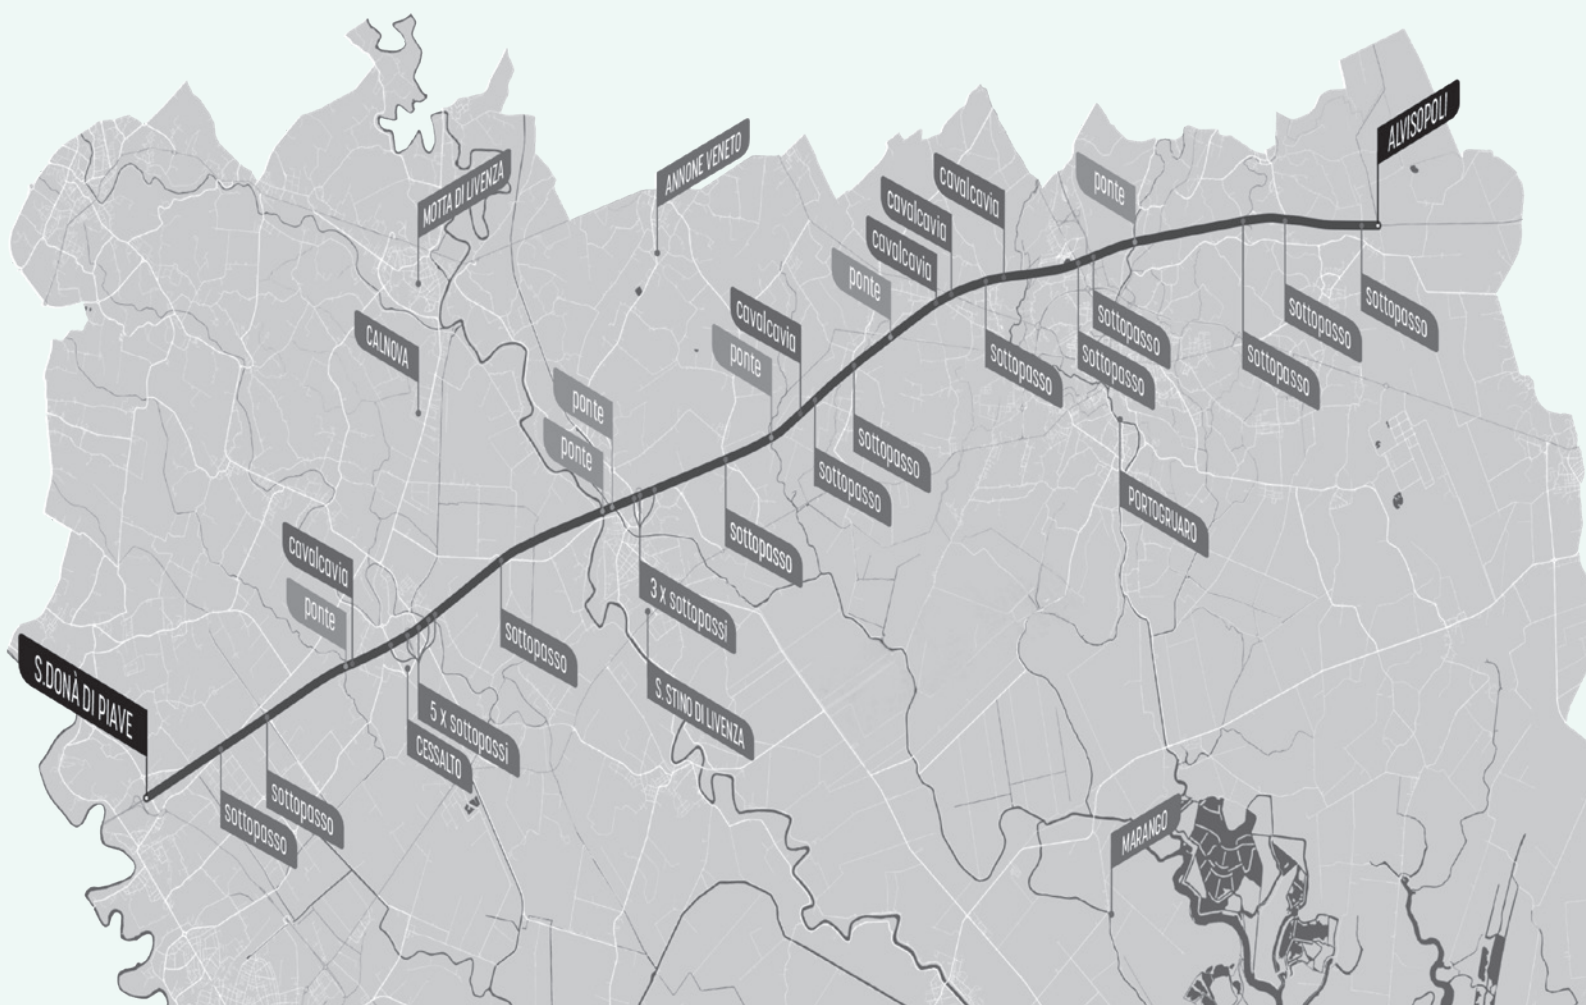 ALVISOPOLI
ANNONE VENETO
MOTTA DI LIVENZA
cavalcavia
ponte
cavalcavia
cavalcavia
ponte
sottopasso
sottopasso
sottopasso
sottopasso
sottopasso
sottopasso
cavalcavia
ponte
CALNOVA
ponte
ponte
sottopasso
sottopasso
PORTOGRUARO
sottopasso
cavalcavia
ponte
3 x sottopassi
sottopasso
S. STINO DI LIVENZA
S.DONÀ DI PIAVE
5 x sottopassi
CESSALTO
sottopasso
sottopasso
MARANGO